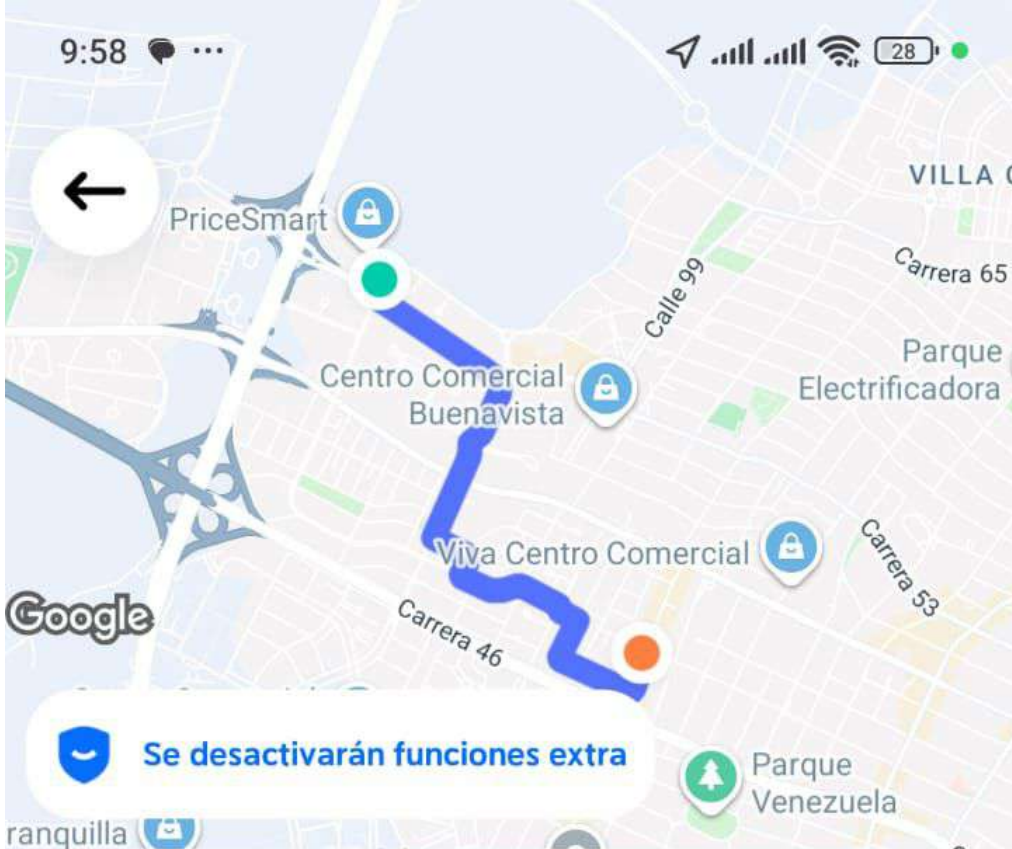 9:58
28
VILLA
PriceSmart
Carrera 65
Calle 99
Parque
Electrificadora
Centro Comercial
Buenavista
Viva Centro Comercial
Carrera 53
Google
Carrera 46
Se desactivarán funciones extra
Parque
Venezuela
ranquilla